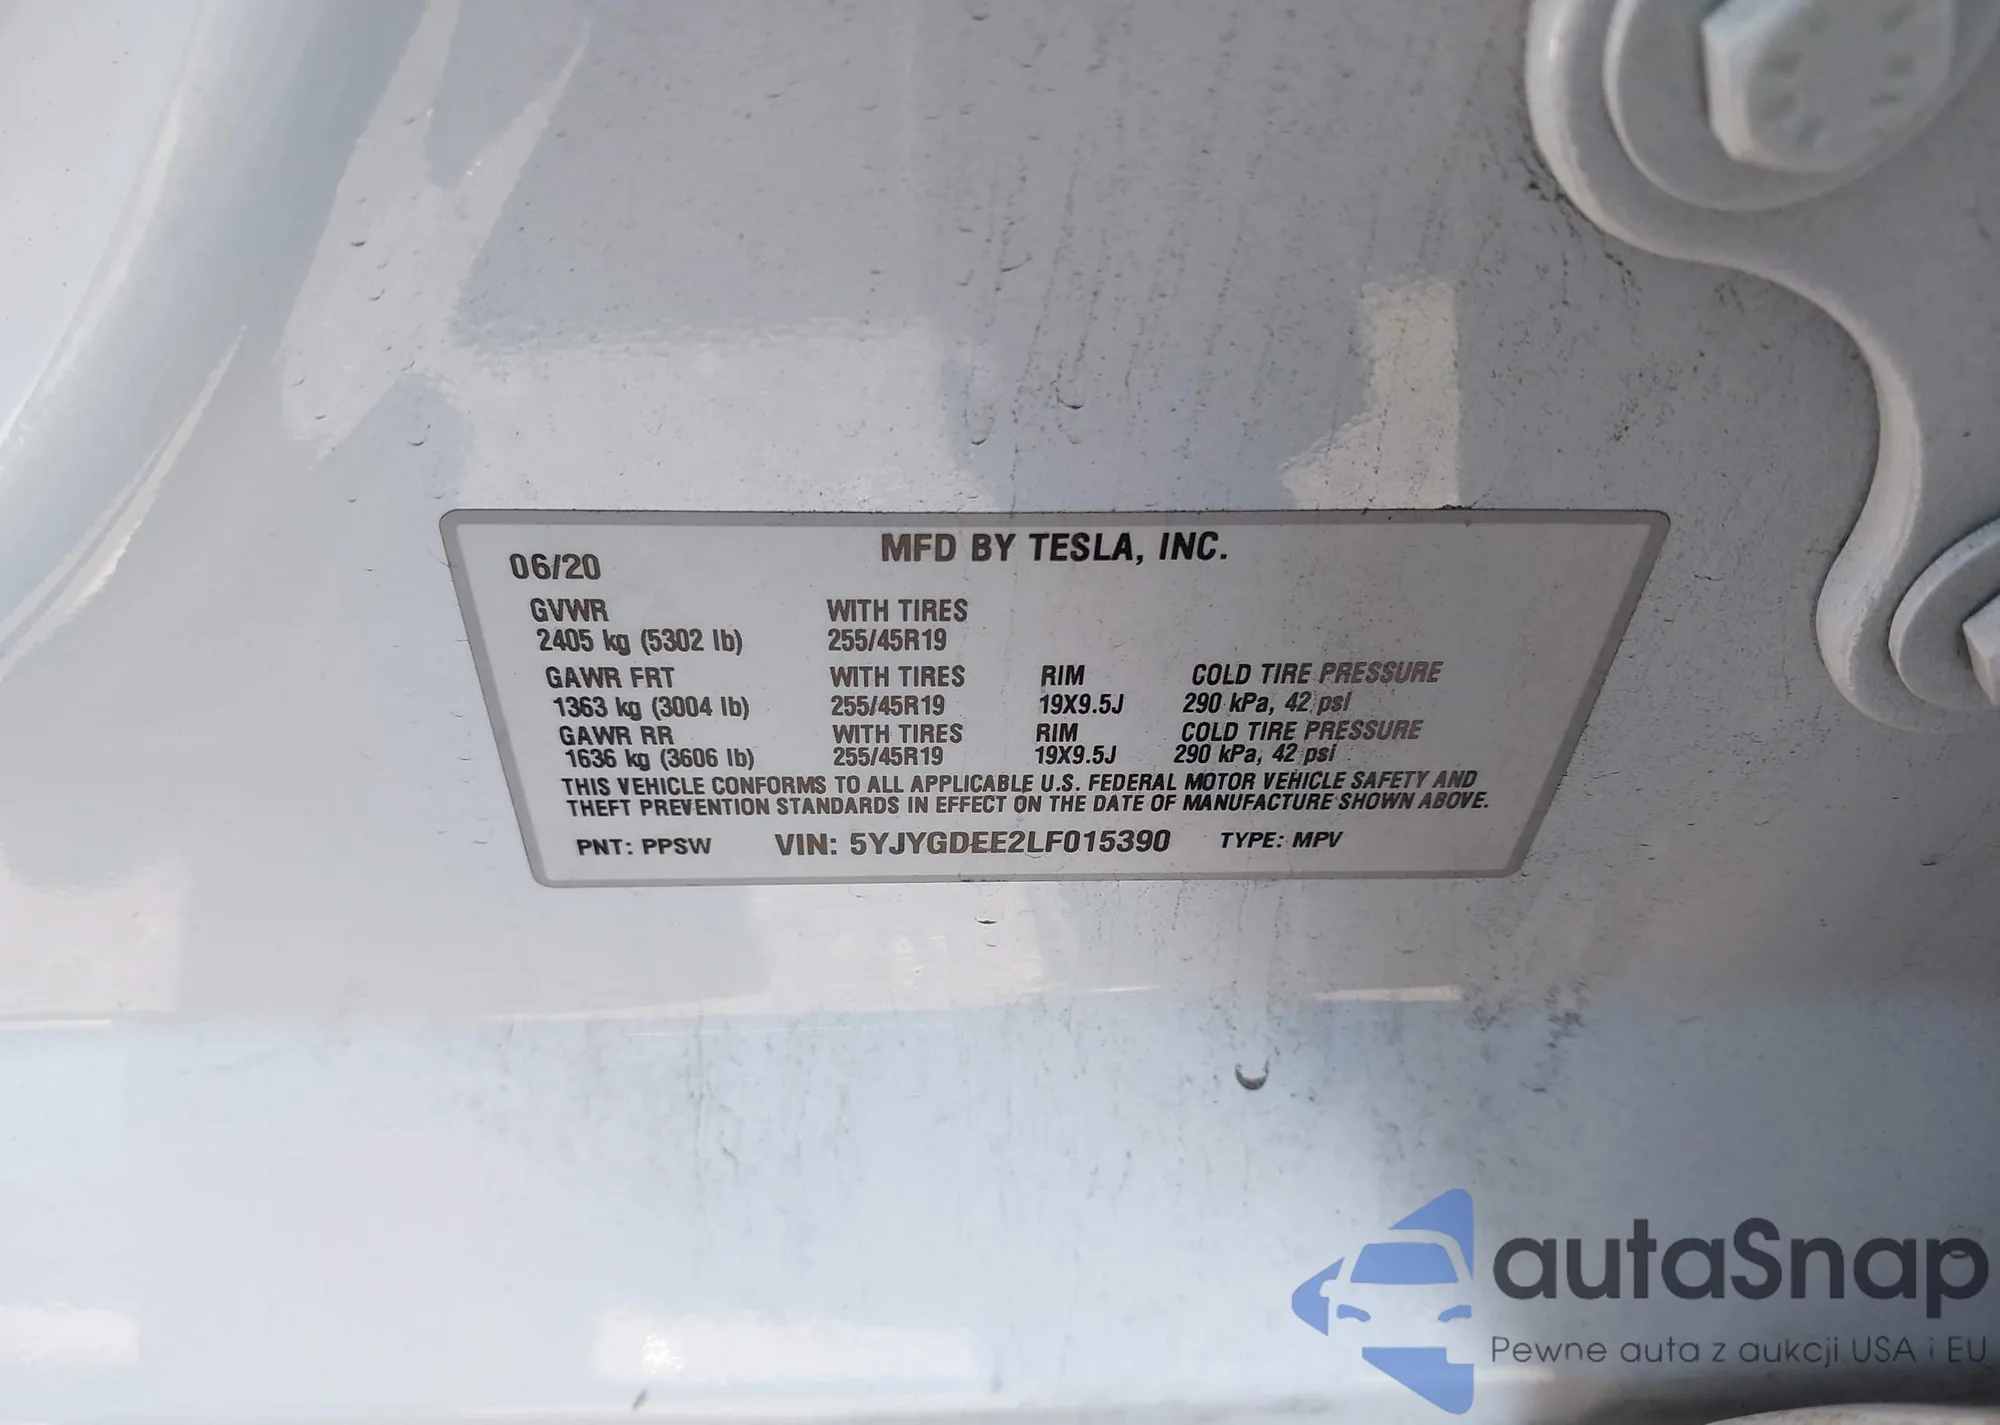 MFD BY TESLA, INC.
06/20
GVWR WITH TIRES
2405 kg (5302 lb) 255/45R19
GAWR FRT WITH TIRES RIM COLD TIRE PRESSURE
1363 kg (3004 lb) 255/45R19 19X9.5J 290 kPa, 42 psi
GAWR RR WITH TIRES RIM COLD TIRE PRESSURE
1636 kg (3606 lb) 255/45R19 19X9.5J 290 kPa, 42 psi
THIS VEHICLE CONFORMS TO ALL APPLICABLE U.S. FEDERAL MOTOR VEHICLE SAFETY AND
THEFT PREVENTION STANDARDS IN EFFECT ON THE DATE OF MANUFACTURE SHOWN ABOVE.
PNT: PPSW VIN: 5YJYGDEE2LF015390 TYPE: MPV
autaSnap
Pewne auta z aukcji USA i EU